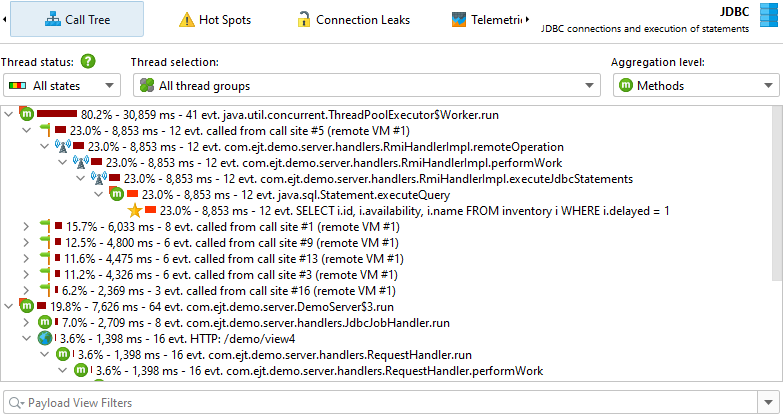 Call Tree
Hot Spots
Connection Leaks
Telemetri
JDBC
JDBC connections and execution of statements
Thread status: ?
Thread selection:
Aggregation level:
All states
All thread groups
m Methods
m 80.2% - 30,859 ms - 41 evt. java.util.concurrent.ThreadPoolExecutor$Worker.run
23.0% - 8,853 ms - 12 evt. called from call site #5 (remote VM #1)
23.0% - 8,853 ms - 12 evt. com.ejt.demo.server.handlers.RmiHandlerImpl.remoteOperation
23.0% - 8,853 ms - 12 evt. com.ejt.demo.server.handlers.RmiHandlerImpl.performWork
23.0% - 8,853 ms - 12 evt. com.ejt.demo.server.handlers.RmiHandlerImpl.executeJdbcStatements
m 23.0% - 8,853 ms - 12 evt. java.sql.Statement.executeQuery
23.0% - 8,853 ms - 12 evt. SELECT i.id, i.availability, i.name FROM inventory i WHERE i.delayed = 1
15.7% - 6,033 ms - 8 evt. called from call site #1 (remote VM #1)
12.5% - 4,800 ms - 6 evt. called from call site #9 (remote VM #1)
11.6% - 4,475 ms - 6 evt. called from call site #13 (remote VM #1)
11.2% - 4,326 ms - 6 evt. called from call site #3 (remote VM #1)
6.2% - 2,369 ms - 3 evt. called from call site #16 (remote VM #1)
m 19.8% - 7,626 ms - 64 evt. com.ejt.demo.server.DemoServer$3.run
m 7.0% - 2,709 ms - 8 evt. com.ejt.demo.server.handlers.JdbcJobHandler.run
3.6% - 1,398 ms - 16 evt. HTTP: /demo/view4
m 3.6% - 1,398 ms - 16 evt. com.ejt.demo.server.handlers.RequestHandler.run
m 3.6% - 1,398 ms - 16 evt. com.ejt.demo.server.handlers.RequestHandler.performWork
Payload View Filters